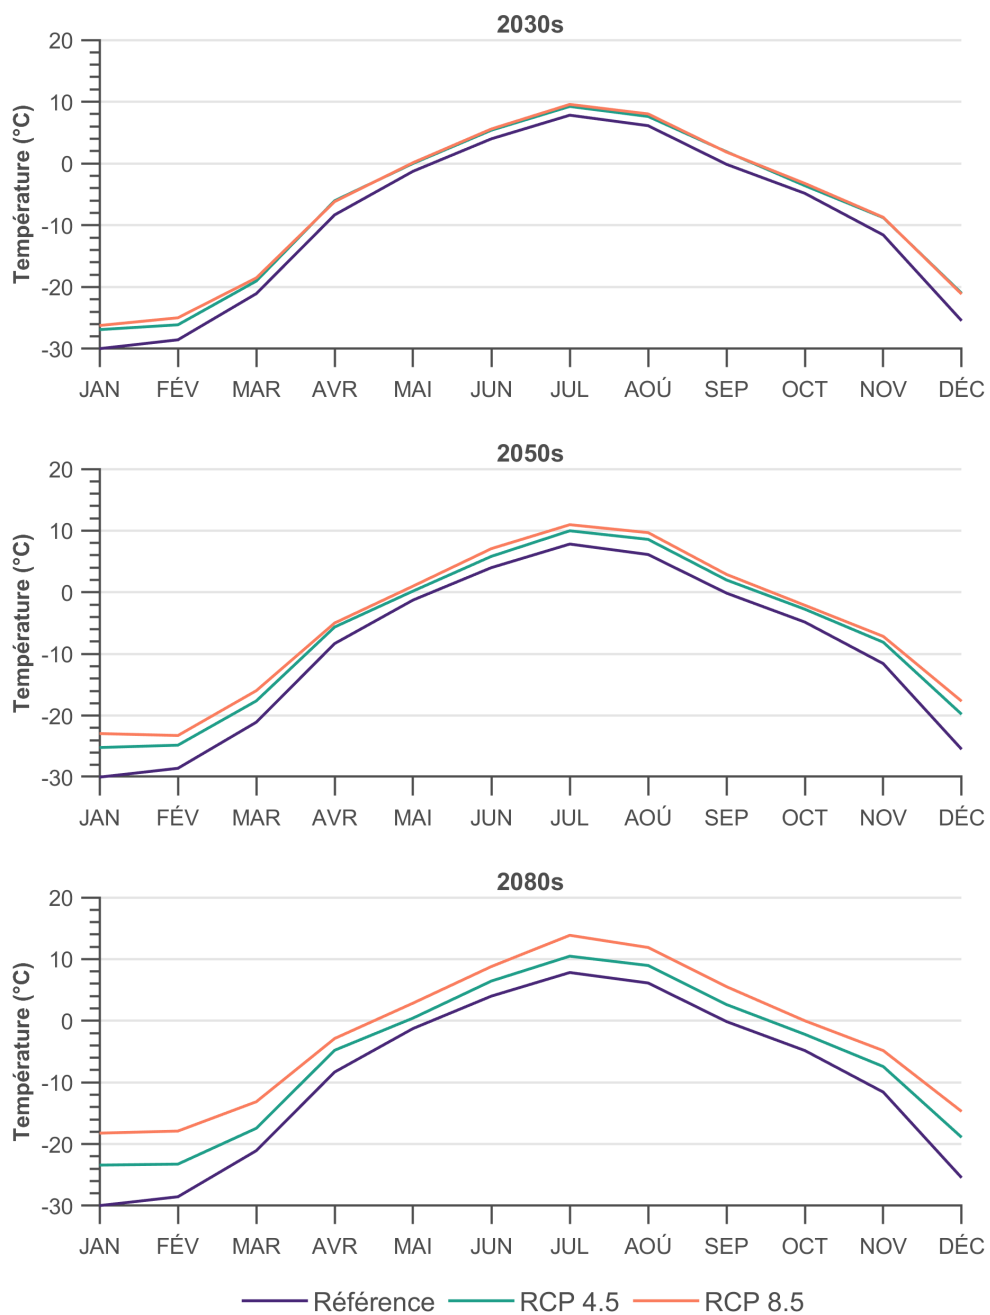 2030s
Température (°C)
20
10
0
-10
-20
-30
JAN FÉV MAR AVR MAI JUN JUL AOÚ SEP OCT NOV DÉC
2050s
Température (°C)
20
10
0
-10
-20
-30
JAN FÉV MAR AVR MAI JUN JUL AOÚ SEP OCT NOV DÉC
2080s
Température (°C)
20
10
0
-10
-20
-30
JAN FÉV MAR AVR MAI JUN JUL AOÚ SEP OCT NOV DÉC
Référence RCP 4.5 RCP 8.5